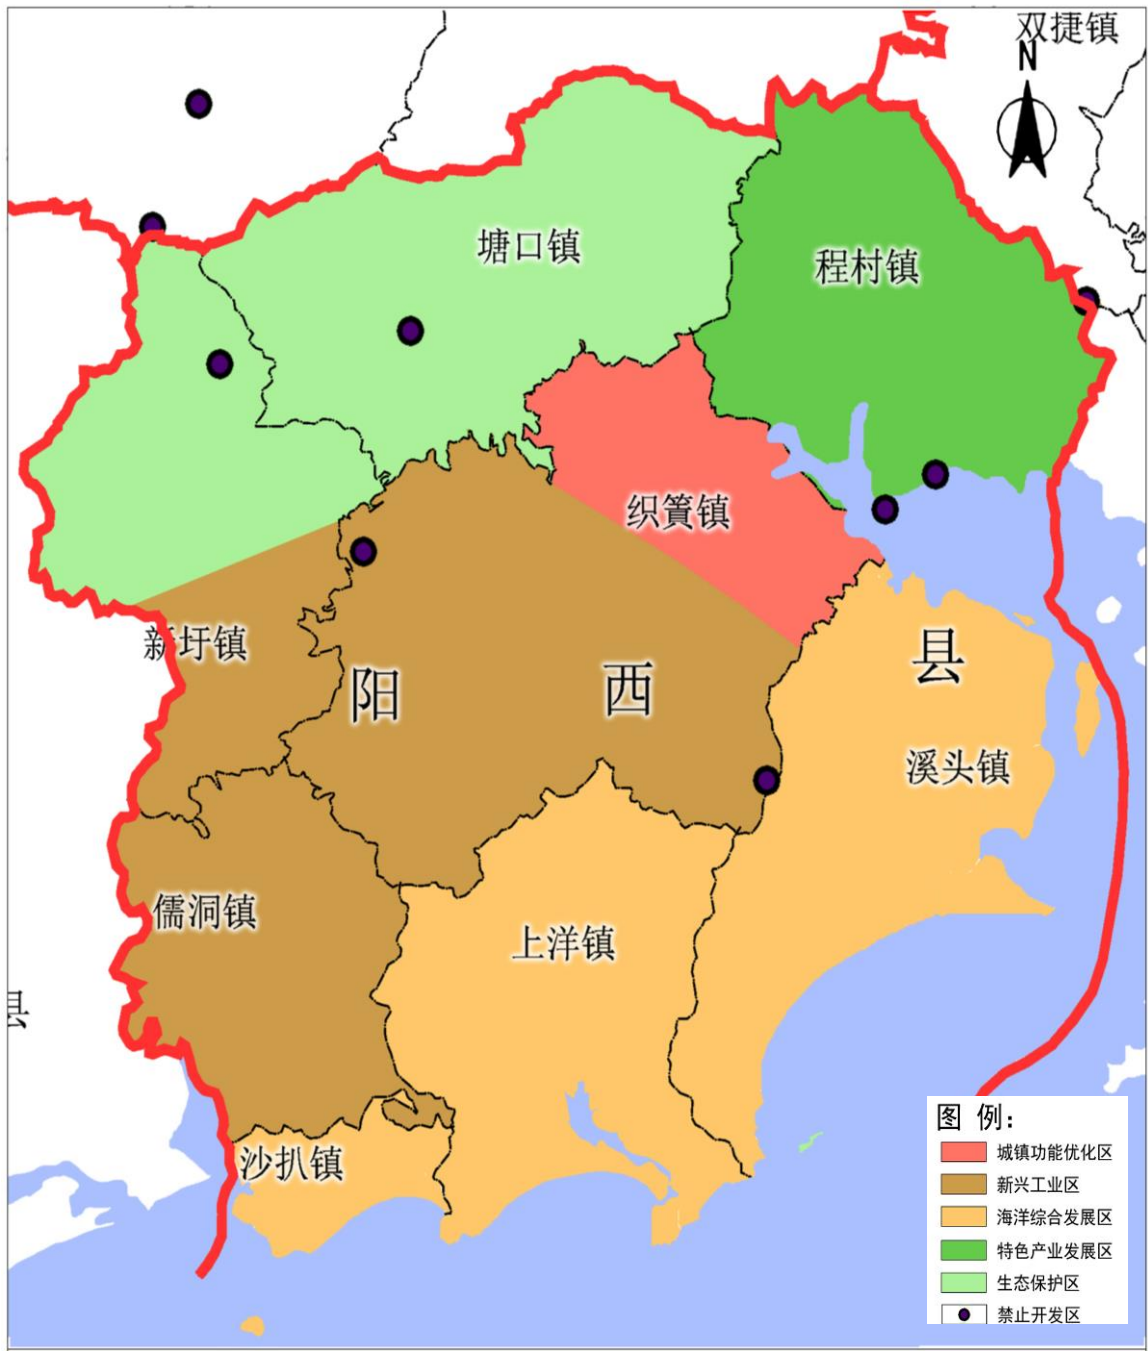 双捷镇
N
塘口镇
程村镇
织篢镇
新圩镇
阳西县
溪头镇
儒洞镇
上洋镇
县
沙扒镇
图 例:
城镇功能优化区
新兴工业区
海洋综合发展区
特色产业发展区
生态保护区
禁止开发区